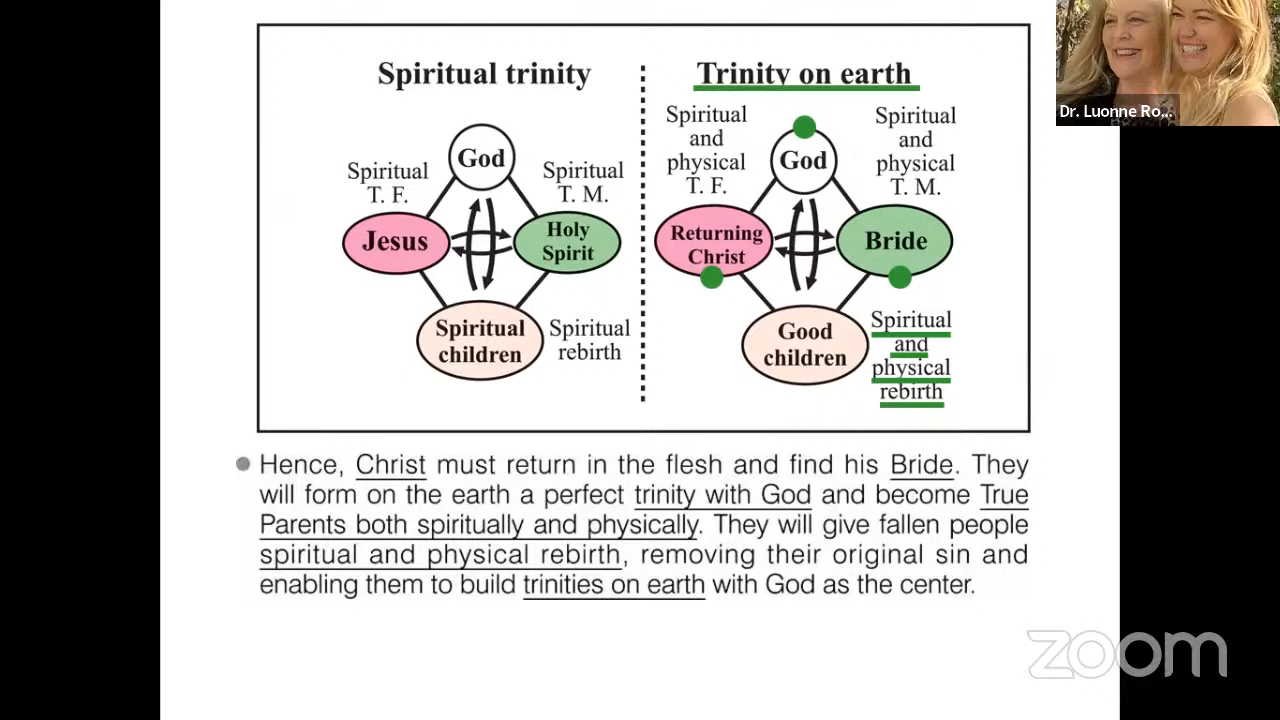 Spiritual trinity
God
Spiritual
T. F.
Spiritual
T. M.
Jesus
Holy
Spirit
Spiritual
children
Spiritual
rebirth
Trinity on earth
Spiritual
and
physical
T. F.
God
Spiritual
and
physical
T. M.
Returning
Christ
Bride
Good
children
Spiritual
and
physical
rebirth
Hence, Christ must return in the flesh and find his Bride. They
will form on the earth a perfect trinity with God and become True
Parents both spiritually and physically. They will give fallen people
spiritual and physical rebirth, removing their original sin and
enabling them to build trinities on earth with God as the center.
Dr. Luonne Ro...
zoom